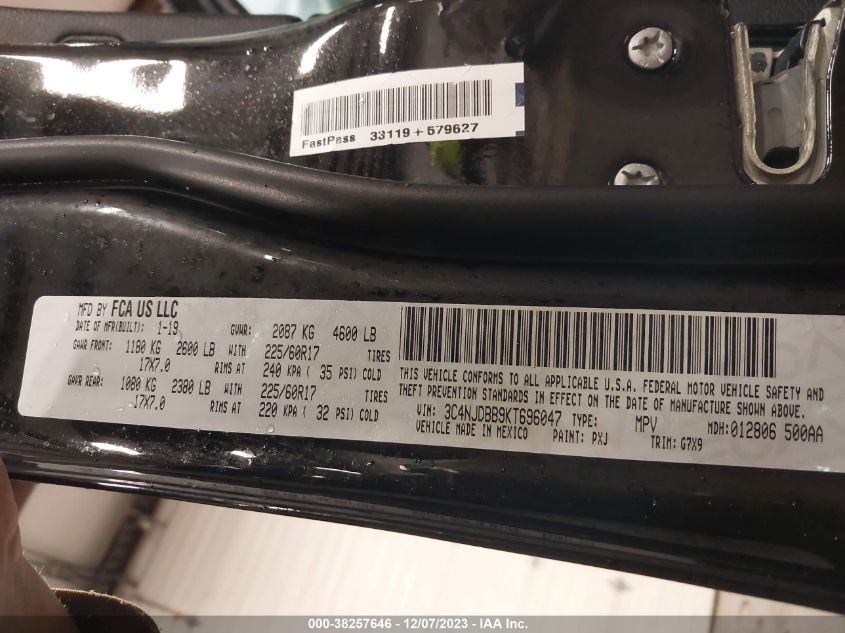 FastPass 33119 + 579627
MFD BY FCA US LLC
DATE OF MFR(BUILT): 1-19 GVWR: 2087 KG 4600 LB
GAWR FRONT: 1180 KG 2600 LB WITH 225/60R17 TIRES
17X7.0 RIMS AT 240 KPA ( 35 PSI) COLD
GAWR REAR: 1080 KG 2380 LB WITH 225/60R17 TIRES
17X7.0 RIMS AT 220 KPA ( 32 PSI) COLD
THIS VEHICLE CONFORMS TO ALL APPLICABLE U.S.A. FEDERAL MOTOR VEHICLE SAFETY AND
THEFT PREVENTION STANDARDS IN EFFECT ON THE DATE OF MANUFACTURE SHOWN ABOVE.
VIN: 3C4NJDBB9KT696047 TYPE: MPV MDH: 012806 500AA
VEHICLE MADE IN MEXICO PAINT: PXJ TRIM: G7X9
000-38257646 - 12/07/2023 - IAA Inc.